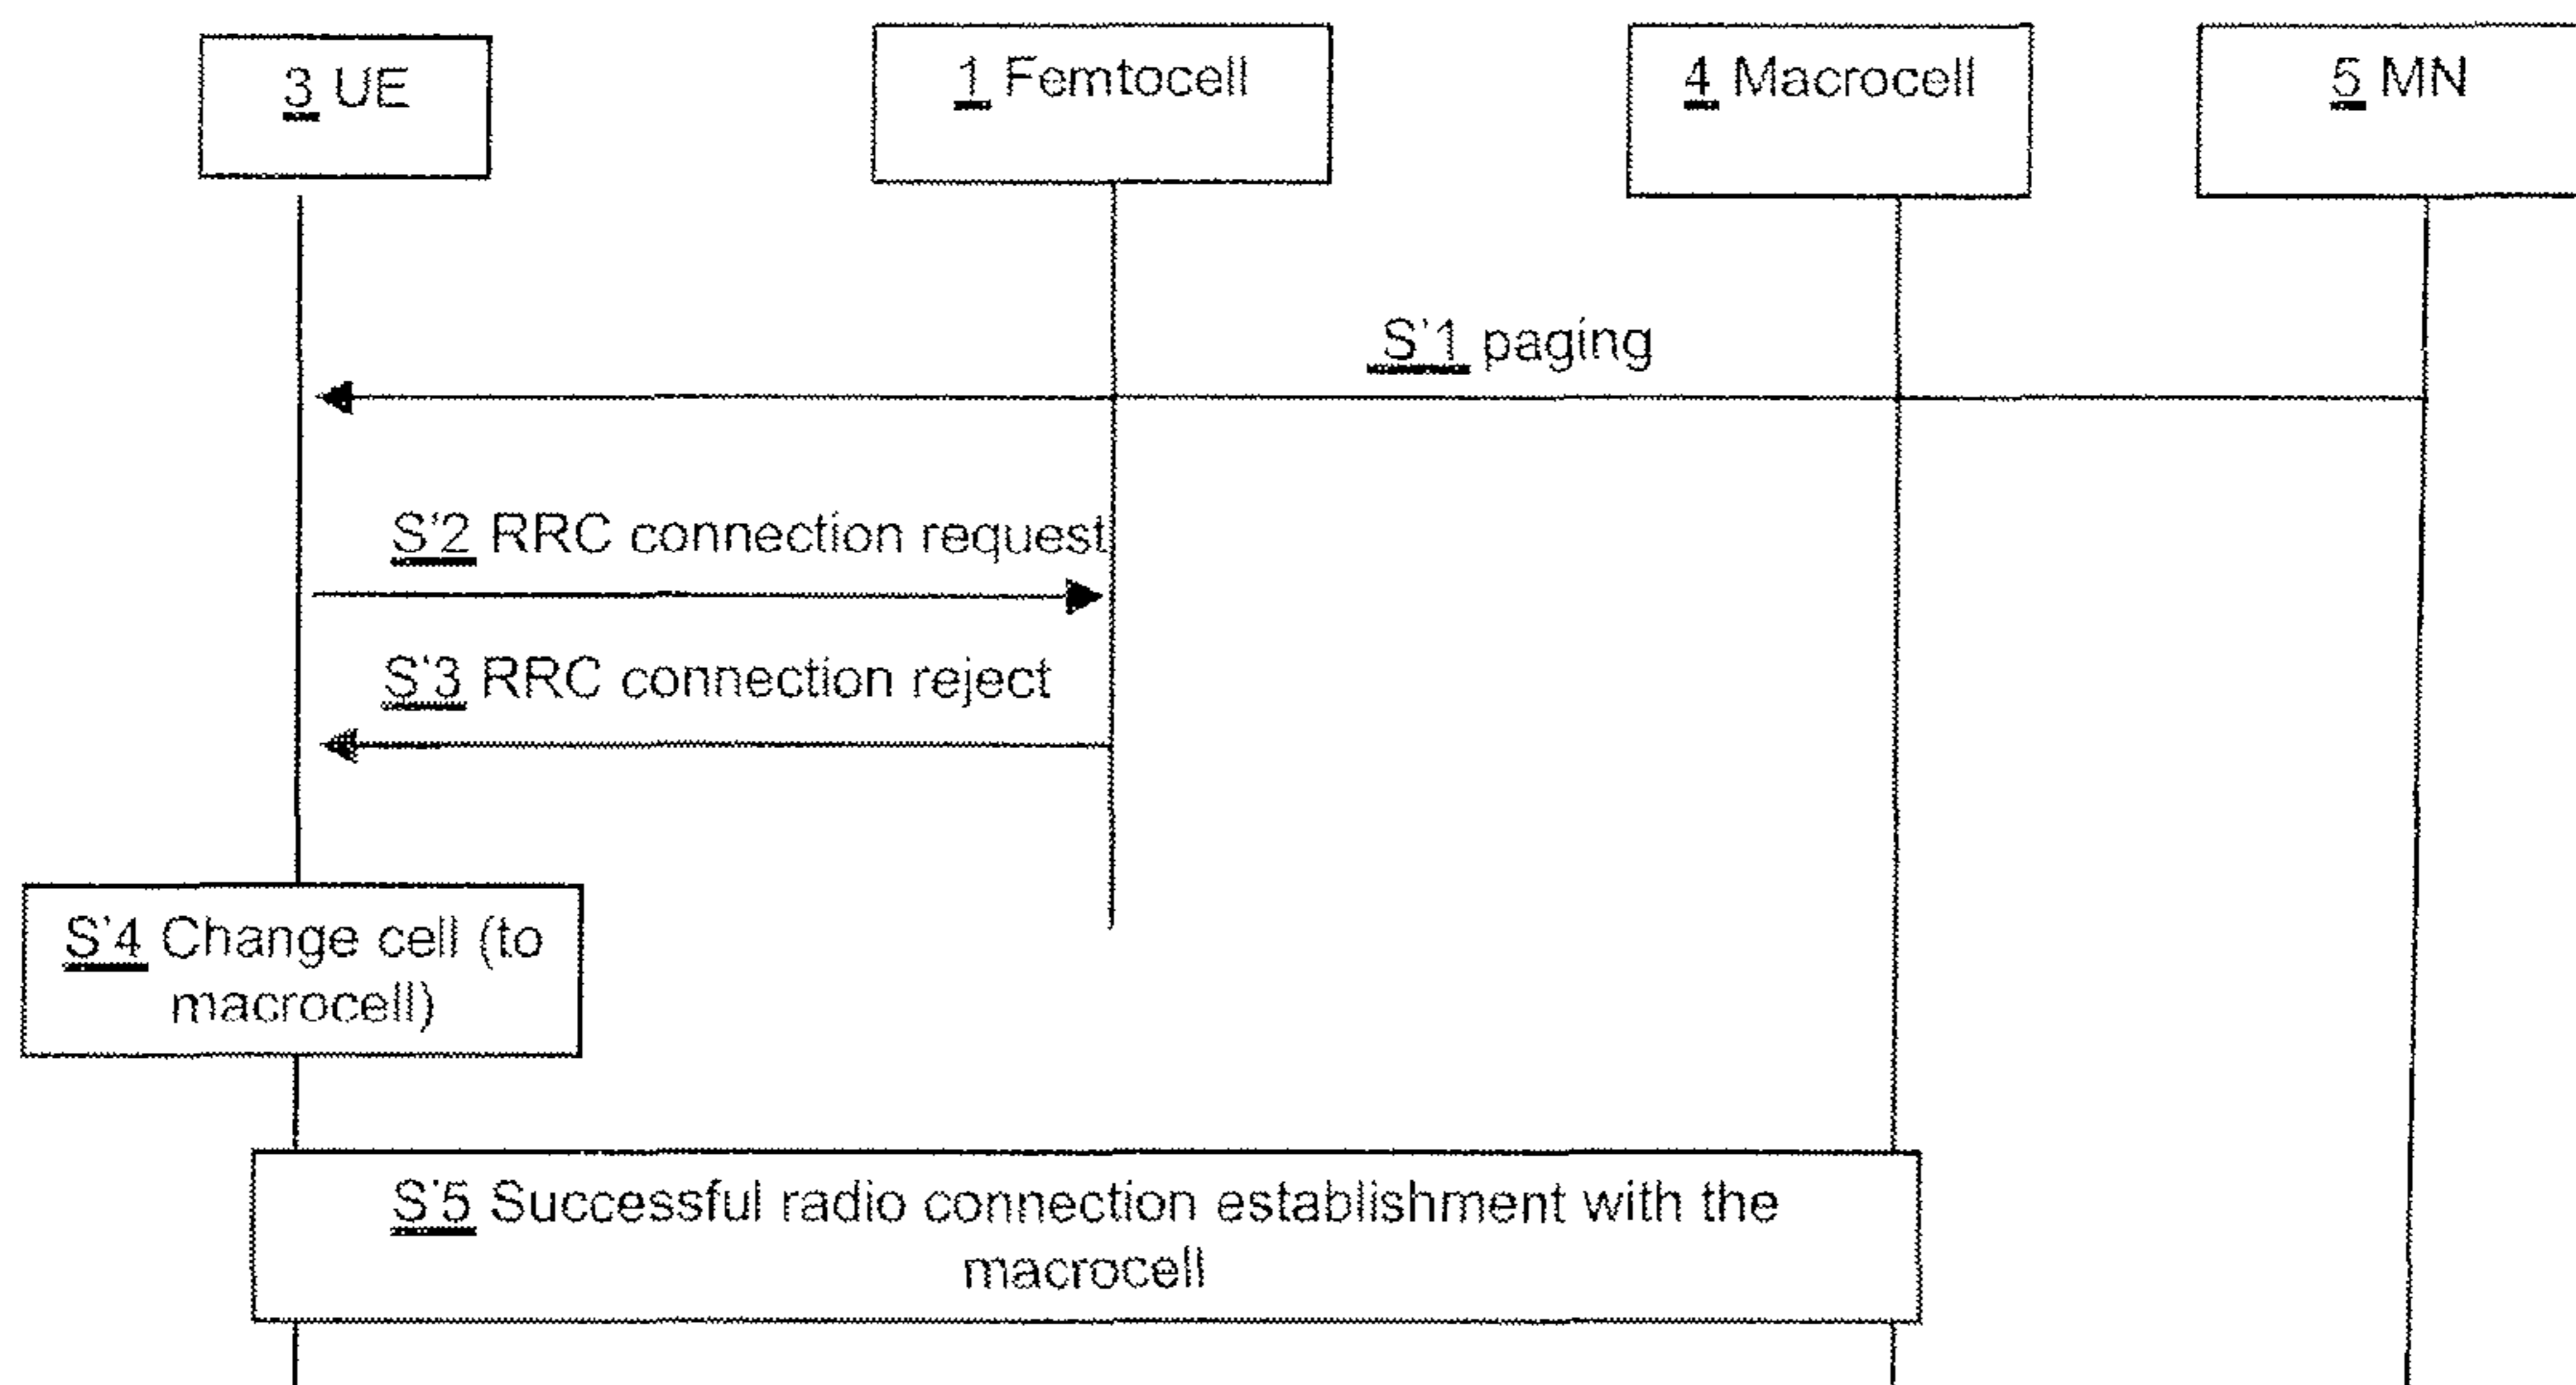 3 UE
1 Femtocell
4 Macrocell
5 MN
S'1 paging
S'2 RRC connection request
S'3 RRC connection reject
S'4 Change cell (to
macrocell)
S'5 Successful radio connection establishment with the
macrocell